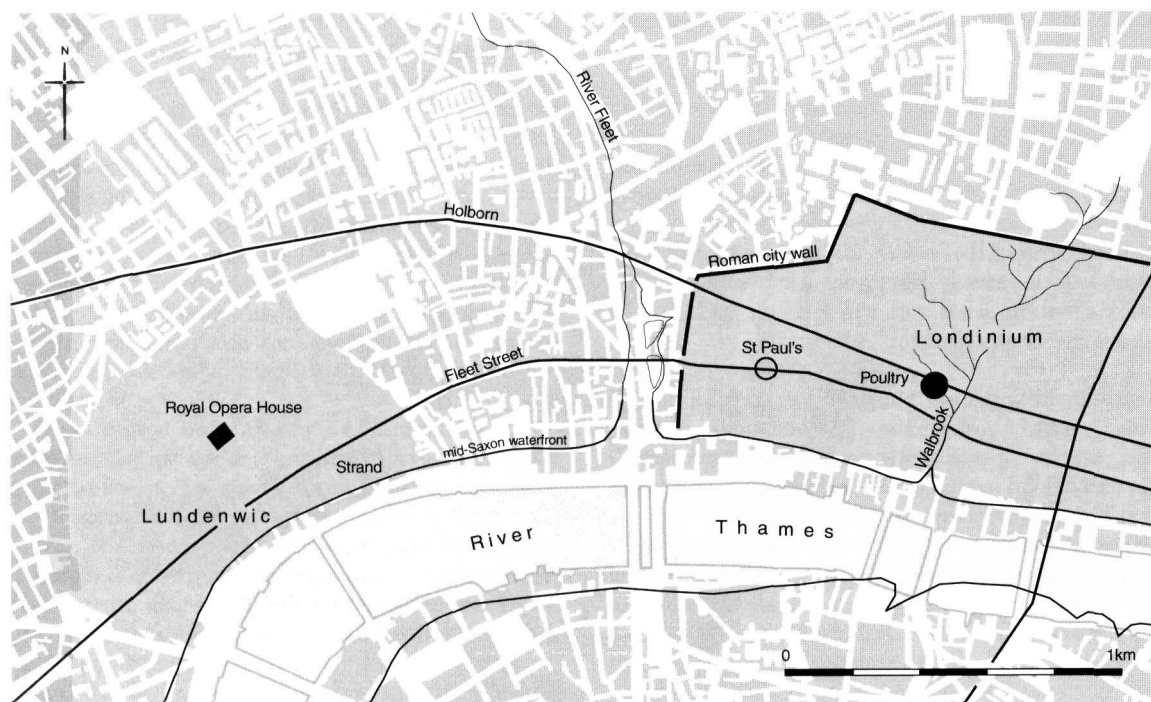 N
River Fleet
Holborn
Roman city wall
Londinium
St Paul's
Poultry
Fleet Street
Royal Opera House
Walbrook
mid-Saxon waterfront
Strand
Lundenwic
River Thames
0 1km